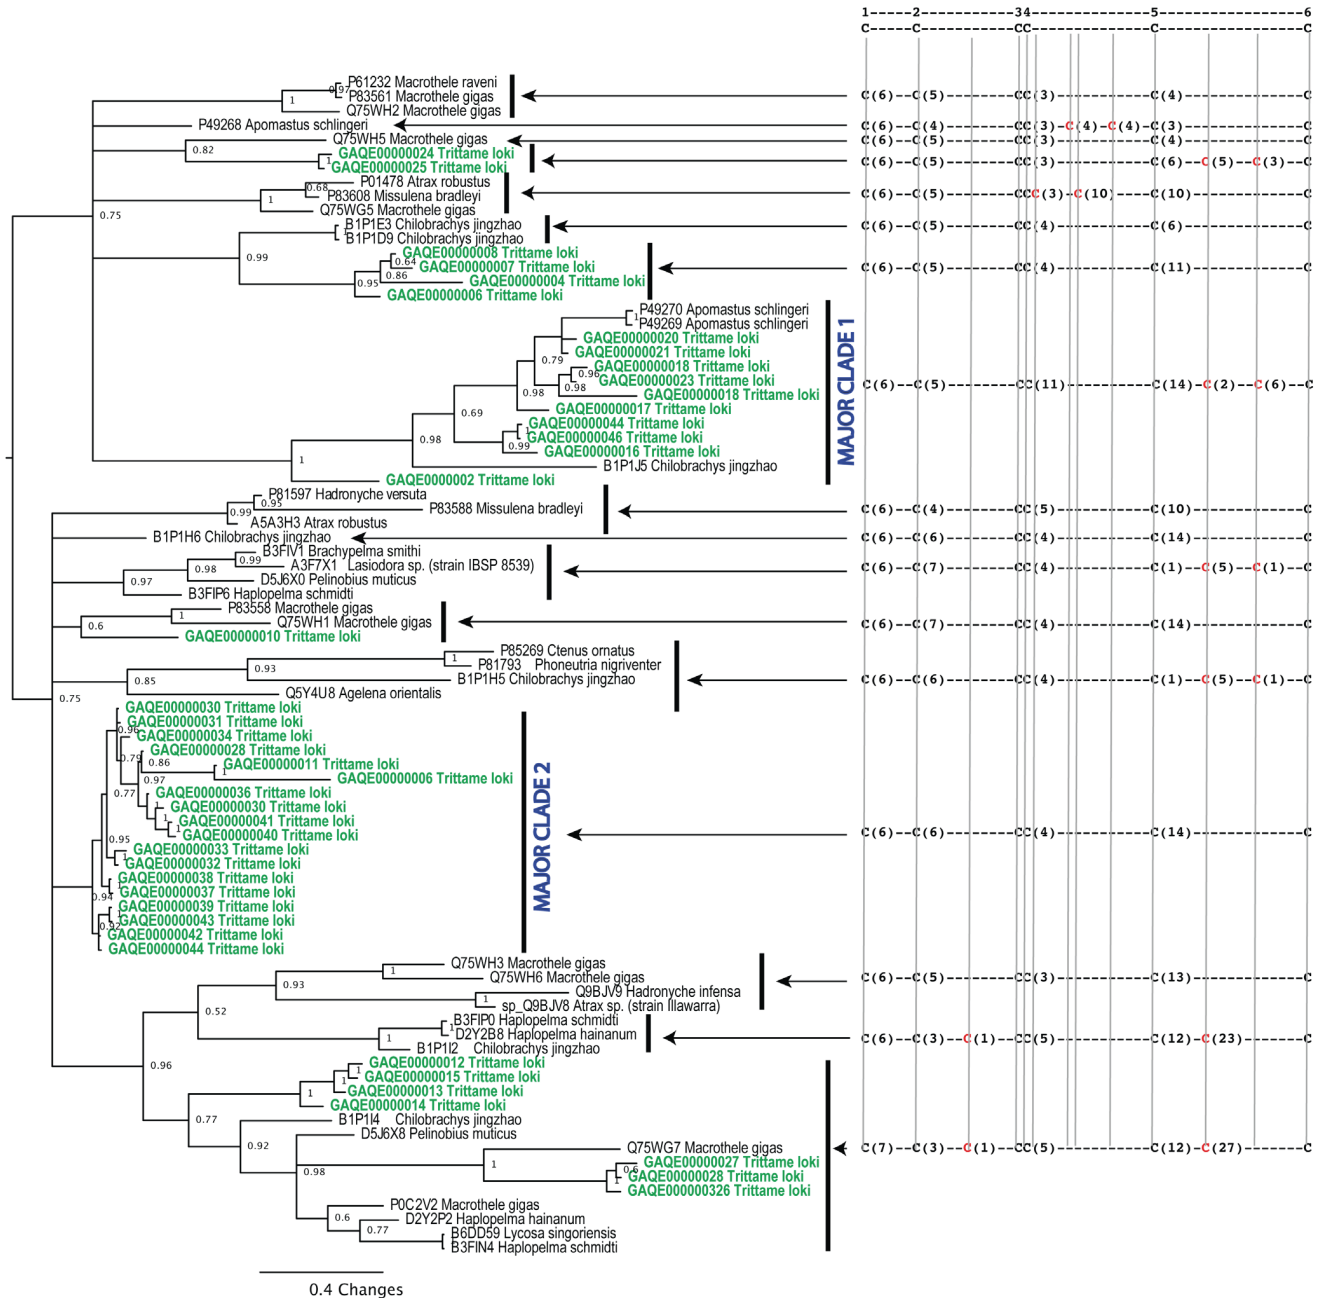 1------2------------34---------------5------------------6
C------C------------CC---------------C------------------C
P61232 Macrothele raveni
0.97
P83561 Macrothele gigas
1
Q75WH2 Macrothele gigas
C(6)--C(5)---------CC(3)------------C(4)---------------C
P49268 Apomastus schlingeri
C(6)--C(4)---------CC(3)--C(4)--C(4)--C(3)---------------C
Q75WH5 Macrothele gigas
C(6)--C(5)---------CC(3)------------C(4)---------------C
0.82
GAQE00000024 Trittame loki
1
GAQE00000025 Trittame loki
C(6)--C(5)---------CC(3)------------C(6)--C(5)--C(3)--C
P01478 Atrax robustus
0.68
P83608 Missulena bradleyi
1
Q75WG5 Macrothele gigas
C(6)--C(5)---------CCC(3)--C(10)-----C(10)--------------C
0.75
B1P1E3 Chilobrachys jingzhao
1
B1P1D9 Chilobrachys jingzhao
C(6)--C(5)---------CC(4)------------C(6)---------------C
0.99
GAQE00000008 Trittame loki
0.64
GAQE00000007 Trittame loki
0.86
GAQE00000004 Trittame loki
0.95
GAQE00000006 Trittame loki
C(6)--C(5)---------CC(4)------------C(11)--------------C
P49270 Apomastus schlingeri
1
P49269 Apomastus schlingeri
GAQE00000020 Trittame loki
GAQE00000021 Trittame loki
0.79
GAQE00000018 Trittame loki
0.96
GAQE00000023 Trittame loki
0.98
GAQE00000018 Trittame loki
0.98
GAQE00000017 Trittame loki
0.69
GAQE00000044 Trittame loki
1
GAQE00000046 Trittame loki
0.99
GAQE00000016 Trittame loki
0.98
B1P1J5 Chilobrachys jingzhao
1
GAQE0000002 Trittame loki
MAJOR CLADE 1
C(6)--C(5)---------CC(11)-----------C(14)--C(2)--C(6)--C
P81597 Hadronyche versuta
0.95
P83588 Missulena bradleyi
0.99
A5A3H3 Atrax robustus
C(6)--C(4)---------CC(5)------------C(10)--------------C
B1P1H6 Chilobrachys jingzhao
C(6)--C(6)---------CC(4)------------C(14)--------------C
B3FIV1 Brachypelma smithi
0.99
A3F7X1 Lasiodora sp. (strain IBSP 8539)
0.98
D5J6X0 Pelinobius muticus
0.97
B3FIP6 Haplopelma schmidti
C(6)--C(7)---------CC(4)------------C(1)--C(5)--C(1)--C
P83558 Macrothele gigas
1
Q75WH1 Macrothele gigas
0.6
GAQE00000010 Trittame loki
C(6)--C(7)---------CC(4)------------C(14)--------------C
P85269 Ctenus ornatus
1
P81793 Phoneutria nigriventer
0.93
B1P1H5 Chilobrachys jingzhao
0.85
Q5Y4U8 Agelena orientalis
0.75
C(6)--C(6)---------CC(4)------------C(1)--C(5)--C(1)--C
GAQE00000030 Trittame loki
GAQE00000031 Trittame loki
0.96
GAQE00000034 Trittame loki
GAQE00000028 Trittame loki
0.79
0.86
GAQE00000011 Trittame loki
1
0.97
GAQE00000006 Trittame loki
0.77
GAQE00000036 Trittame loki
1
GAQE00000030 Trittame loki
1
GAQE00000041 Trittame loki
1
GAQE00000040 Trittame loki
0.95
GAQE00000033 Trittame loki
1
GAQE00000032 Trittame loki
GAQE00000038 Trittame loki
1
GAQE00000037 Trittame loki
0.94
GAQE00000039 Trittame loki
1
GAQE00000043 Trittame loki
0.92
GAQE00000042 Trittame loki
GAQE00000044 Trittame loki
MAJOR CLADE 2
C(6)--C(6)---------CC(4)------------C(14)--------------C
Q75WH3 Macrothele gigas
1
Q75WH6 Macrothele gigas
0.93
Q9BJV9 Hadronyche infensa
1
sp_Q9BJV8 Atrax sp. (strain Illawarra)
C(6)--C(5)---------CC(3)------------C(13)--------------C
0.52
B3FIP0 Haplopelma schmidti
1
D2Y2B8 Haplopelma hainanum
1
B1P1I2 Chilobrachys jingzhao
C(6)--C(3)--C(1)--CC(5)------------C(12)--C(23)--------C
0.96
GAQE00000012 Trittame loki
1
GAQE00000015 Trittame loki
1
GAQE00000013 Trittame loki
1
GAQE00000014 Trittame loki
0.77
B1P1I4 Chilobrachys jingzhao
D5J6X8 Pelinobius muticus
0.92
Q75WG7 Macrothele gigas
C(7)--C(3)--C(1)--CC(5)------------C(12)--C(27)--------C
GAQE00000027 Trittame loki
1
0.6
0.98
GAQE00000028 Trittame loki
1
GAQE000000326 Trittame loki
P0C2V2 Macrothele gigas
0.6
D2Y2P2 Haplopelma hainanum
0.77
B6DD59 Lycosa singoriensis
B3FIN4 Haplopelma schmidti
0.4 Changes